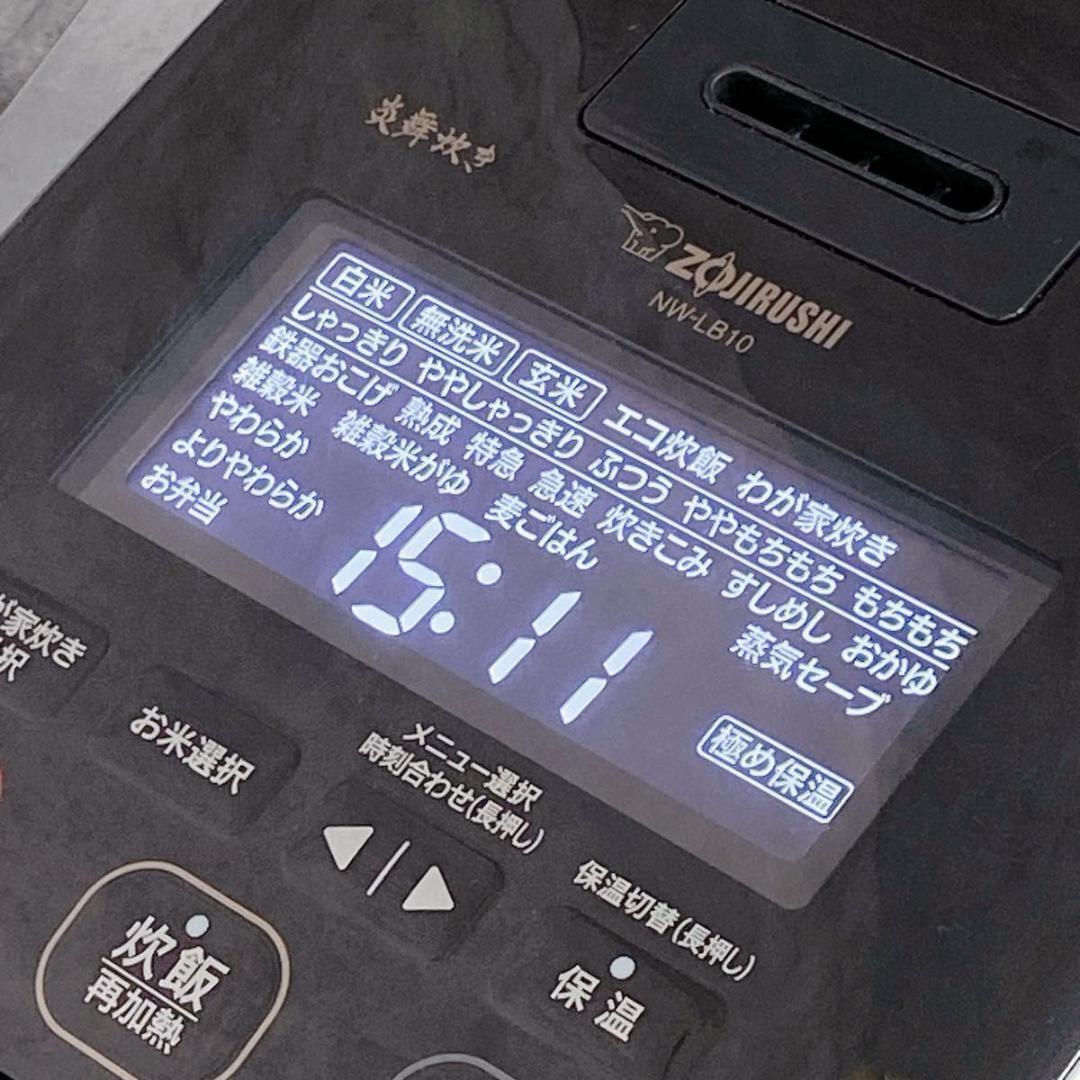 炎舞炊き
ZOJIRUSHI
NW-LB10
白米 無洗米 玄米 エコ炊飯 わが家炊き
しゃっきり ややしゃっきり ふつう ややもちもち もちもち
鉄器おこげ 熟成 特急 急速 炊きこみ すしめし おかゆ
雑穀米 雑穀米がゆ 麦ごはん 蒸気セーブ
やわらか
よりやわらか
お弁当
15:11
極め保温
家炊き
択
お米選択
メニュー選択
時刻合わせ(長押し)
保温切替(長押し)
保温
炊飯
再加熱